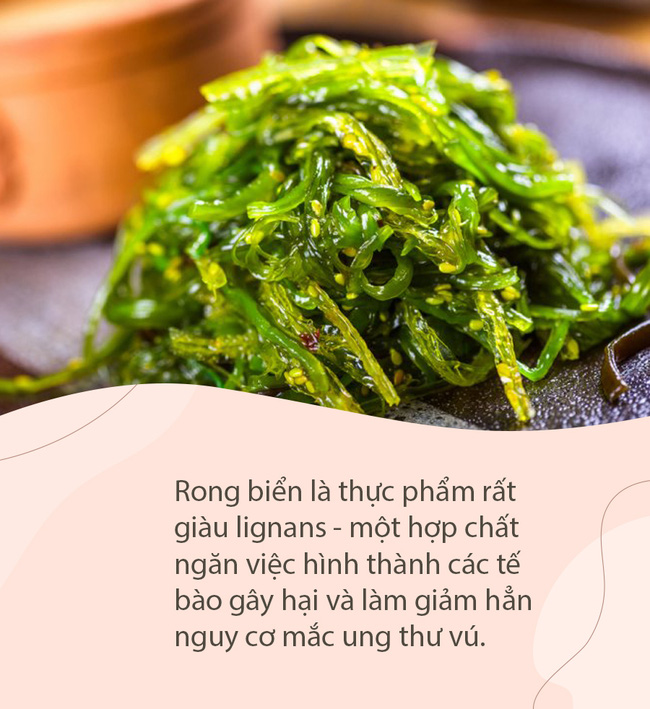 Rong biển là thực phẩm rất
giàu lignans - một hợp chất
ngăn việc hình thành các tế
bào gây hại và làm giảm hẳn
nguy cơ mắc ung thư vú.